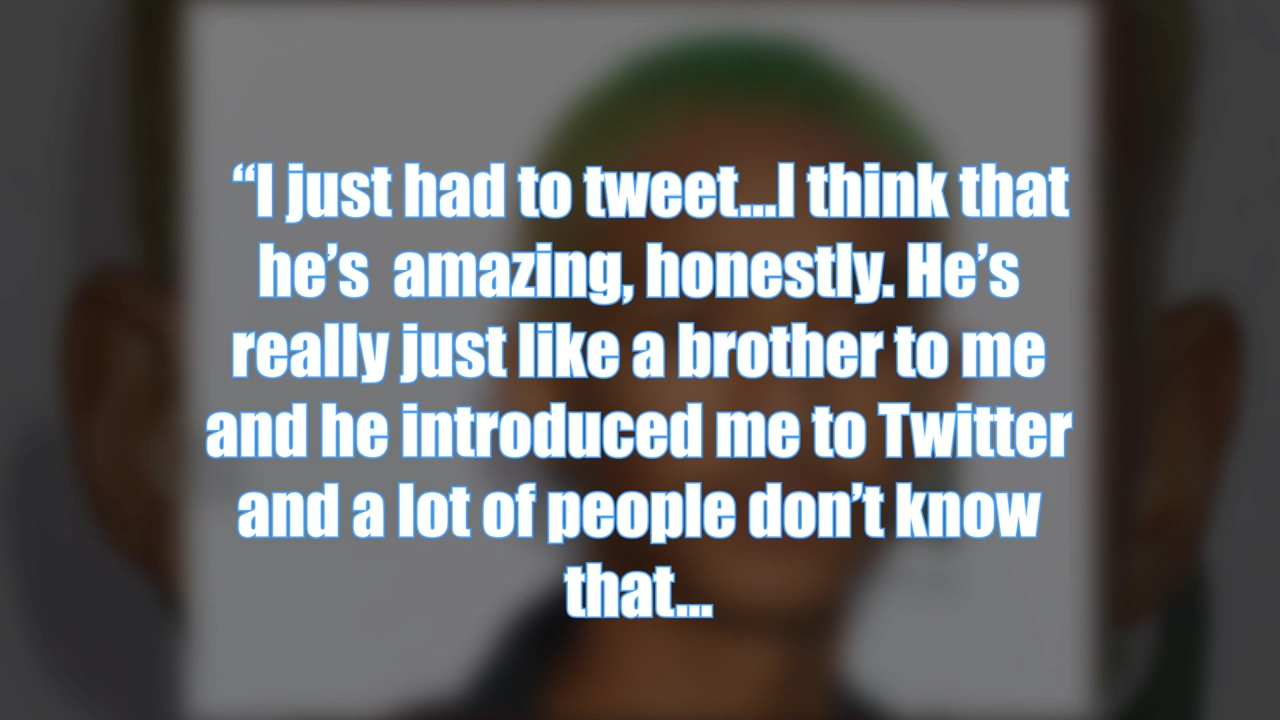 “I just had to tweet...I think that
he’s  amazing, honestly. He’s
really just like a brother to me
and he introduced me to Twitter
and a lot of people don’t know
that...